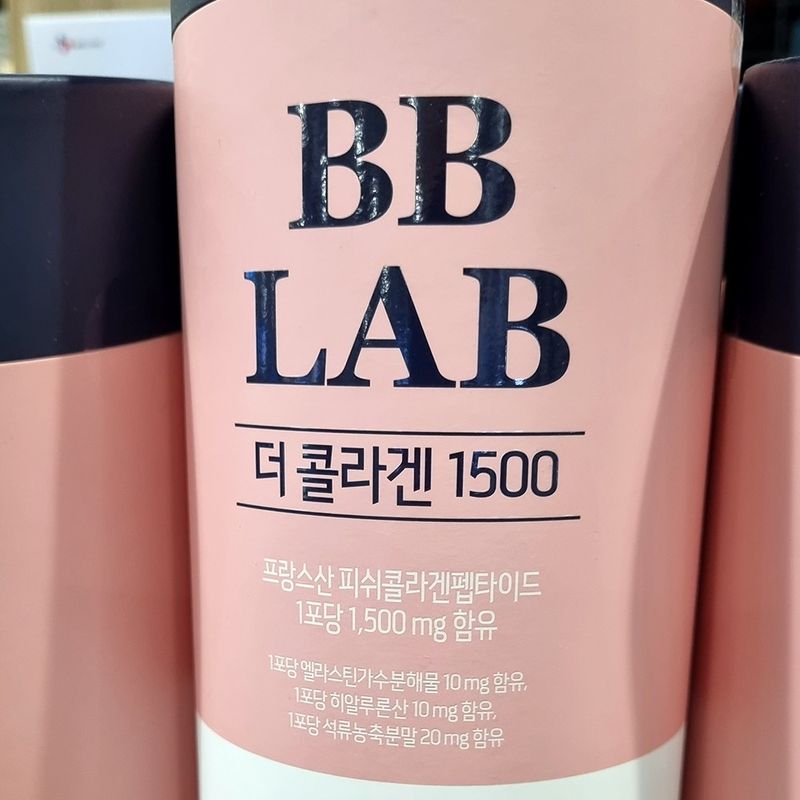 BB
LAB
더 콜라겐 1500
프랑스산 피쉬콜라겐펩타이드
1포당 1,500 mg 함유
1포당 엘라스틴가수분해물 10 mg 함유,
1포당 히알루론산 10 mg 함유,
1포당 석류농축분말 20 mg 함유